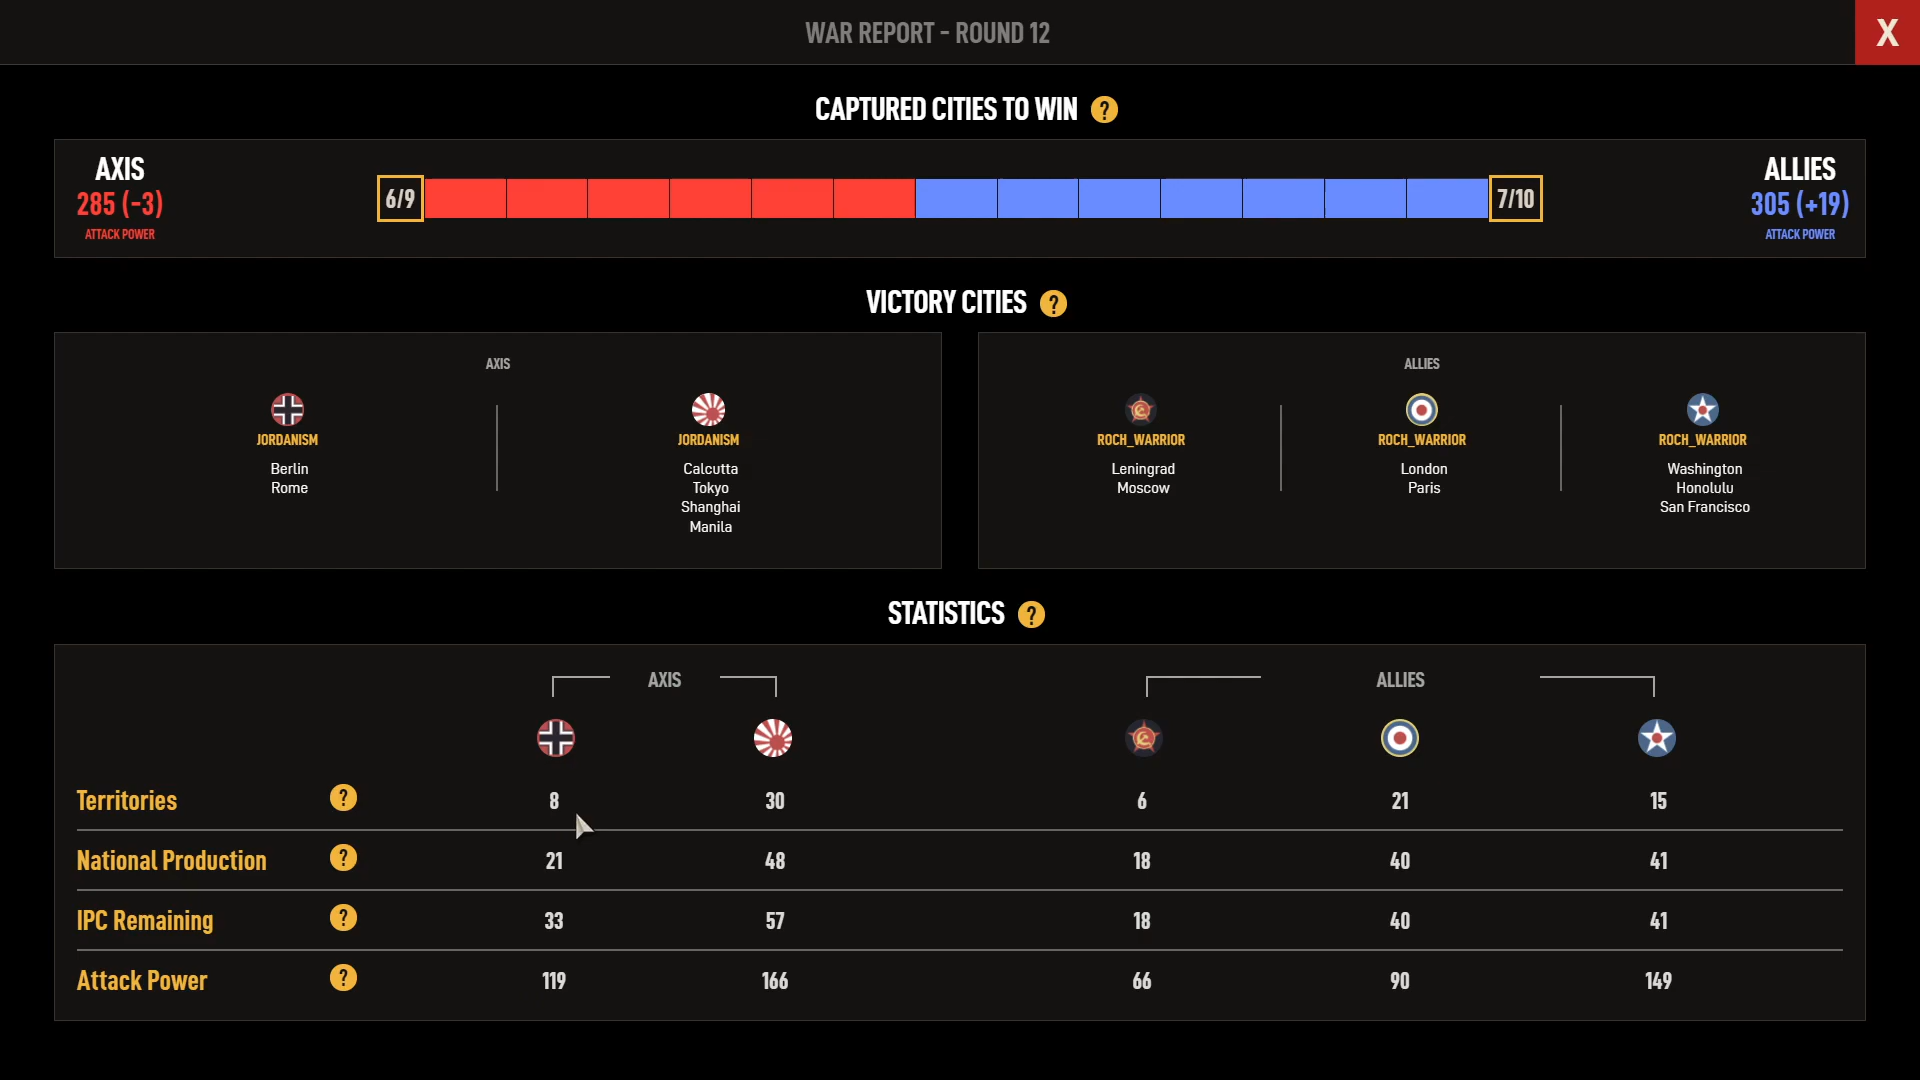 WAR REPORT - ROUND 12
X
CAPTURED CITIES TO WIN ?
AXIS
285 (-3)
ATTACK POWER
6/9
7/10
ALLIES
305 (+19)
ATTACK POWER
VICTORY CITIES ?
AXIS
JORDANISM
Berlin
Rome
JORDANISM
Calcutta
Tokyo
Shanghai
Manila
ALLIES
ROCH_WARRIOR
Leningrad
Moscow
ROCH_WARRIOR
London
Paris
ROCH_WARRIOR
Washington
Honolulu
San Francisco
STATISTICS ?
AXIS ALLIES
Territories ? 8 30 6 21 15
National Production ? 21 48 18 40 41
IPC Remaining ? 33 57 18 40 41
Attack Power ? 119 166 66 90 149